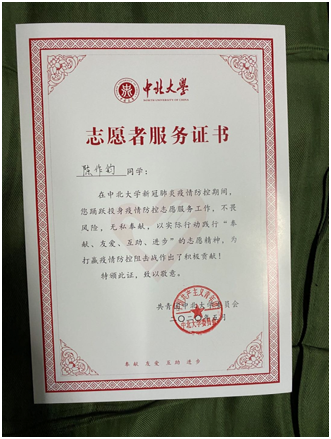 中北大學
NORTH UNIVERSITY OF CHINA
志愿者服务证书
陈作钧 同学：
在中北大学新冠肺炎疫情防控期间，
您踊跃投身疫情防控志愿服务工作，不畏
风险，无私奉献，以实际行动践行“奉
献、友爱、互助、进步”的志愿精神，为
打赢疫情防控阻击战作出了积极贡献！
特颁此证，致以敬意。
共青团中北大学委员会
二〇二〇年五月
奉献 友爱 互助 进步